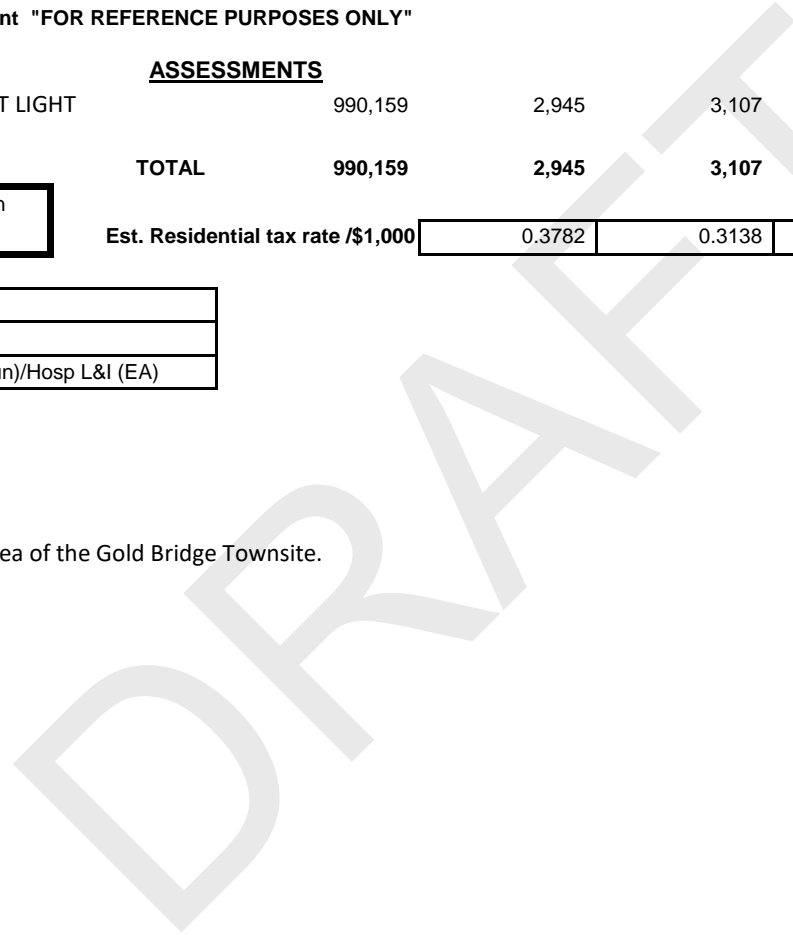 nt "FOR REFERENCE PURPOSES ONLY"
ASSESSMENTS
T LIGHT 990,159 2,945 3,107
TOTAL 990,159 2,945 3,107
n
Est. Residential tax rate /$1,000 0.3782 0.3138
un)/Hosp L&I (EA)
ea of the Gold Bridge Townsite.
DRAFT